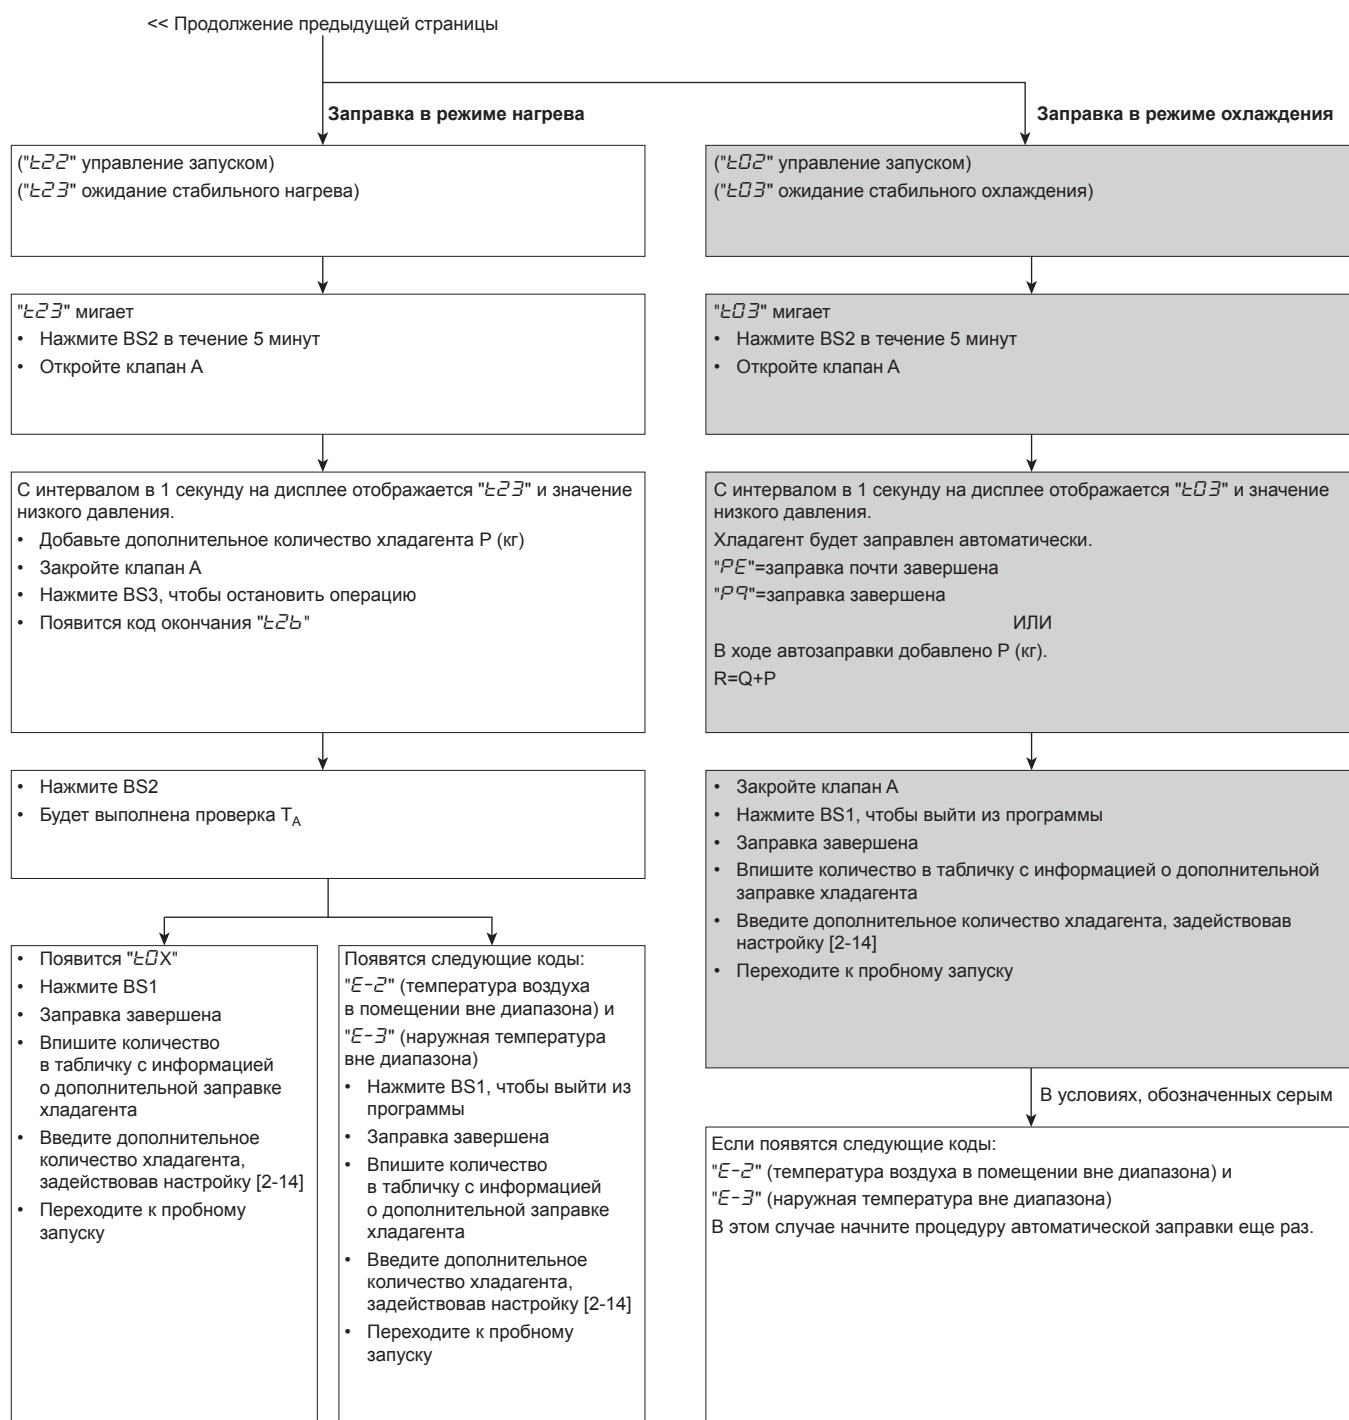 << Продолжение предыдущей страницы
Заправка в режиме нагрева
("t22" управление запуском)
("t23" ожидание стабильного нагрева)
"t23" мигает
• Нажмите BS2 в течение 5 минут
• Откройте клапан A
С интервалом в 1 секунду на дисплее отображается "t23" и значение
низкого давления.
• Добавьте дополнительное количество хладагента P (кг)
• Закройте клапан A
• Нажмите BS3, чтобы остановить операцию
• Появится код окончания "t26"
• Нажмите BS2
• Будет выполнена проверка TA
• Появится "t0X"
• Нажмите BS1
• Заправка завершена
• Впишите количество
в табличку с информацией
о дополнительной заправке
хладагента
• Введите дополнительное
количество хладагента,
задействовав настройку [2-14]
• Переходите к пробному
запуску
Появятся следующие коды:
"E-2" (температура воздуха
в помещении вне диапазона) и
"E-3" (наружная температура
вне диапазона)
• Нажмите BS1, чтобы выйти из
программы
• Заправка завершена
• Впишите количество
в табличку с информацией
о дополнительной заправке
хладагента
• Введите дополнительное
количество хладагента,
задействовав настройку [2-14]
• Переходите к пробному
запуску
Заправка в режиме охлаждения
("t02" управление запуском)
("t03" ожидание стабильного охлаждения)
"t03" мигает
• Нажмите BS2 в течение 5 минут
• Откройте клапан A
С интервалом в 1 секунду на дисплее отображается "t03" и значение
низкого давления.
Хладагент будет заправлен автоматически.
"PE"=заправка почти завершена
"P9"=заправка завершена
ИЛИ
В ходе автозаправки добавлено P (кг).
R=Q+P
• Закройте клапан A
• Нажмите BS1, чтобы выйти из программы
• Заправка завершена
• Впишите количество в табличку с информацией о дополнительной
заправке хладагента
• Введите дополнительное количество хладагента, задействовав
настройку [2-14]
• Переходите к пробному запуску
В условиях, обозначенных серым
Если появятся следующие коды:
"E-2" (температура воздуха в помещении вне диапазона) и
"E-3" (наружная температура вне диапазона)
В этом случае начните процедуру автоматической заправки еще раз.